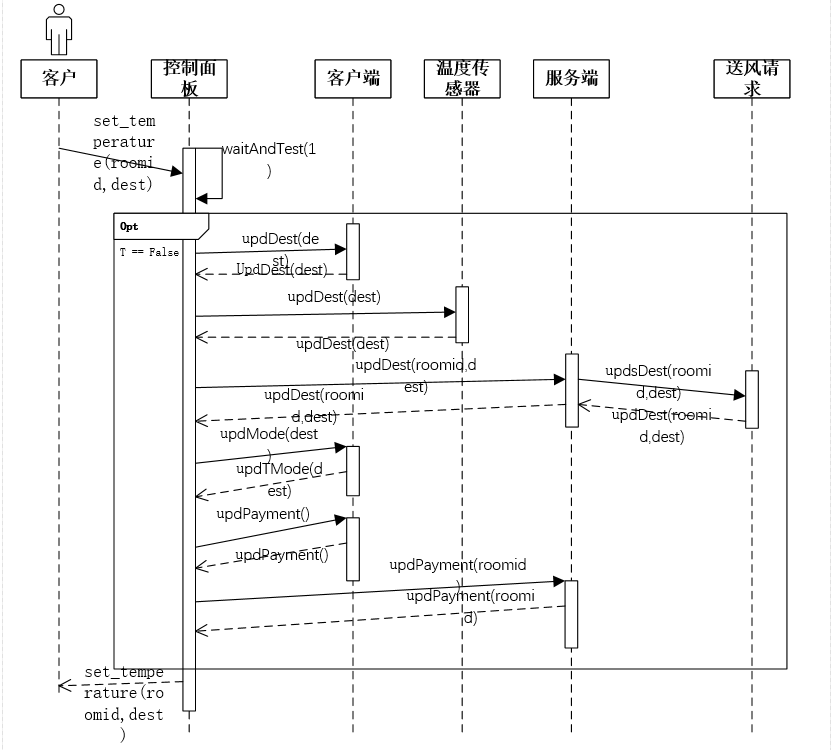 客户
控制面
板
客户端
温度传
感器
服务端
送风请
求
set_tem
peratur
e(roomi
d,dest)
waitAndTest(1
)
Opt
T == False
updDest(de
st)
UpdDest(dest)
updDest(dest)
updDest(dest)
updDest(roomid,d
est)
updsDest(roomi
d,dest)
updDest(roomi
d,dest)
updDest(roomi
d,dest)
updMode(dest
)
updTMode(d
est)
updPayment()
updPayment()
updPayment(roomid
)
updPayment(roomi
d)
set_tempe
rature(ro
omid,dest
)